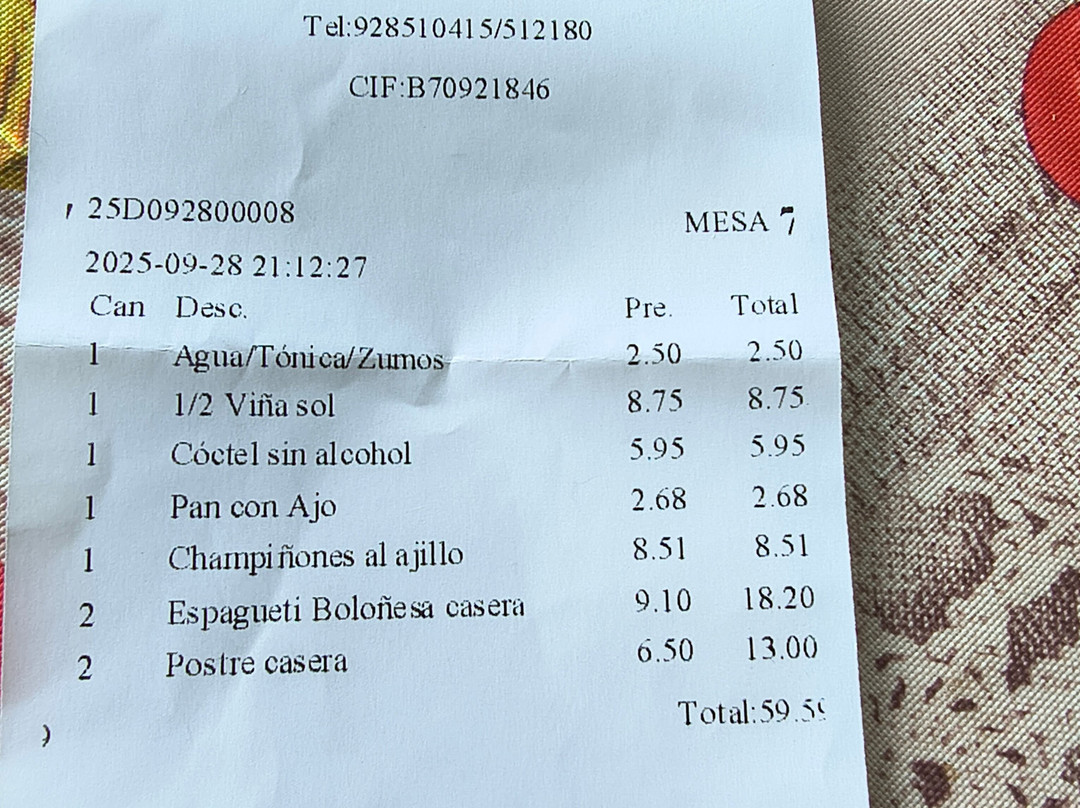 Tel:928510415/512180
CIF:B70921846
25D092800008 MESA 7
2025-09-28 21:12:27
Can Desc. Pre. Total
1 Agua/Tónica/Zumos 2.50 2.50
1 1/2 Viña sol 8.75 8.75
1 Cóctel sin alcohol 5.95 5.95
1 Pan con Ajo 2.68 2.68
1 Champiñones al ajillo 8.51 8.51
2 Espagueti Boloñesa casera 9.10 18.20
2 Postre casera 6.50 13.00
Total:59.59